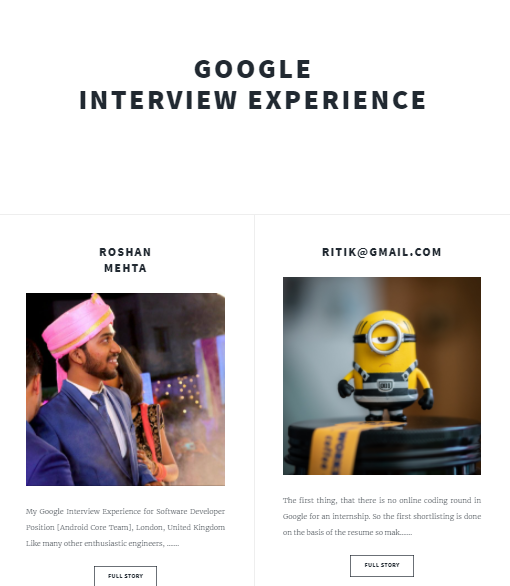 GOOGLE
INTERVIEW EXPERIENCE
ROSHAN
MEHTA
My Google Interview Experience for Software Developer
Position [Android Core Team], London, United Kingdom
Like many other enthusiastic engineers, ......
FULL STORY
RITIK@GMAIL.COM
coffee
The first thing, that there is no online coding round in
Google for an internship. So the first shortlisting is done
on the basis of the resume so mak.......
FULL STORY